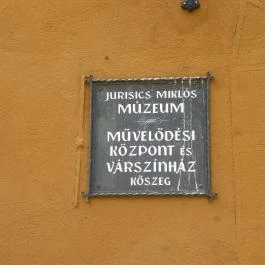 JURISICS MIKLÓS
MÚZEUM
MŰVELŐDÉSI
KÖZPONT ÉS
VÁRSZÍNHÁZ
KŐSZEG